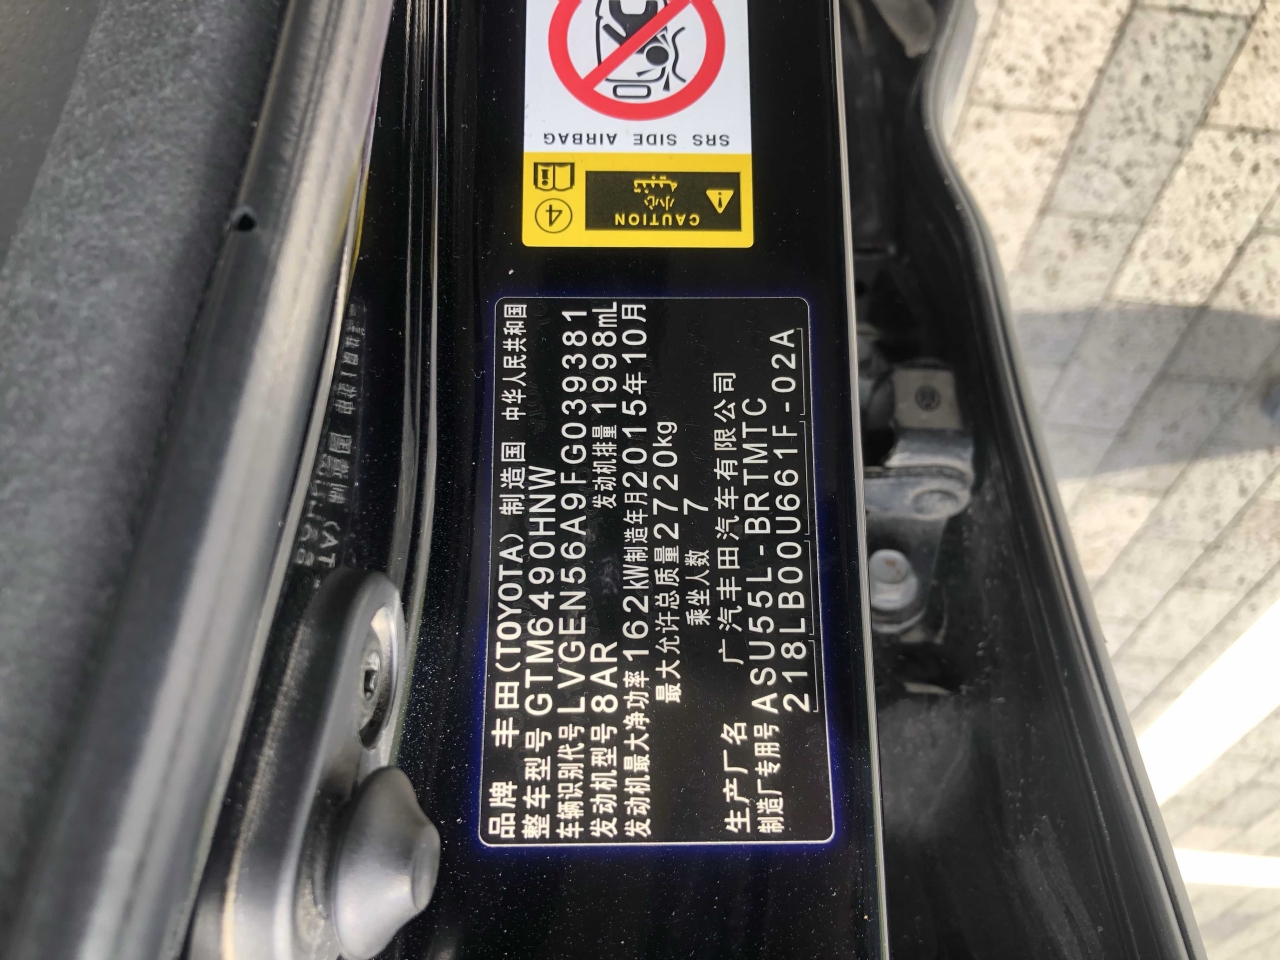 品牌 丰田(TOYOTA) 制造国 中华人民共和国
整车型号 GTM6490HNW
车辆识别代号 LVGEN56A9FG039381
发动机型号 8AR 发动机排量 1998mL
发动机最大净功率 162kW 制造年月 2015年10月
最大允许总质量 2720kg
乘坐人数 7
生产厂名 广汽丰田汽车有限公司
制造厂专用号 ASU55L-BRTMTC
218LB00U661F-02A
CAUTION
小心
4
SRS SIDE AIRBAG